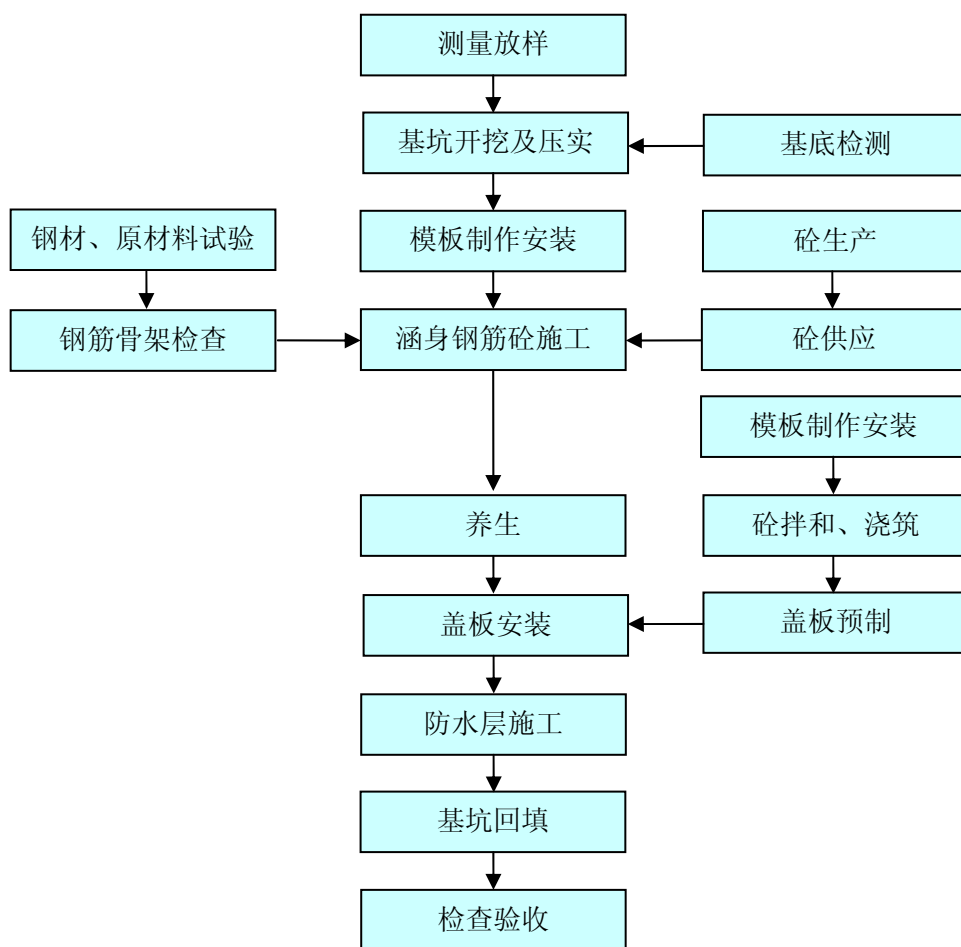 测量放样
基坑开挖及压实
基底检测
钢材、原材料试验
模板制作安装
砼生产
钢筋骨架检查
涵身钢筋砼施工
砼供应
模板制作安装
养生
砼拌和、浇筑
盖板安装
盖板预制
防水层施工
基坑回填
检查验收